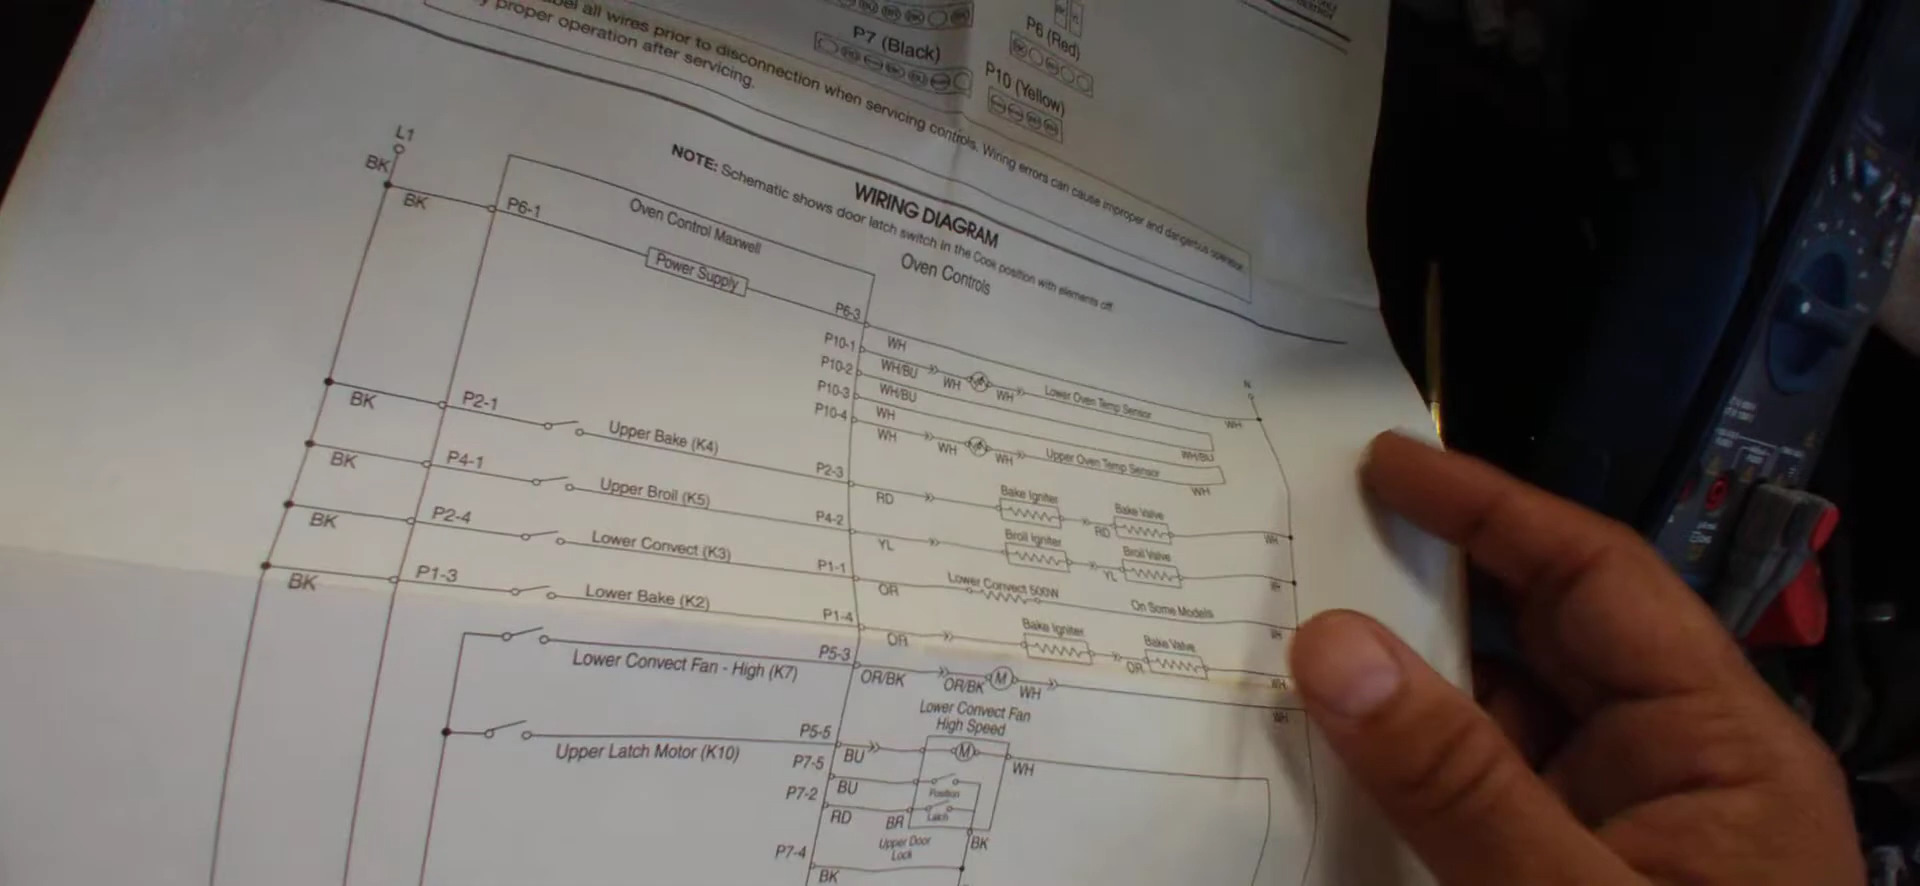 label all wires prior to disconnection when servicing controls. Wiring errors can cause improper and dangerous operation.
proper operation after servicing.
P7 (Black)
P6 (Red)
P10 (Yellow)
WIRING DIAGRAM
NOTE: Schematic shows door latch switch in the Cook position with elements off.
Oven Controls
L1
BK
BK
P6-1
Oven Control Maxwell
Power Supply
P6-3
WH
N
WH
P10-1
WH/BU
WH
WH
Lower Oven Temp Sensor
P10-2
WH/BU
WH/BU
P10-3
WH
WH
P10-4
WH
WH
WH
Upper Oven Temp Sensor
BK
P2-1
Upper Bake (K4)
P2-3
RD
Bake Igniter
RD
Bake Valve
WH
BK
P4-1
Upper Broil (K5)
P4-2
YL
Broil Igniter
YL
Broil Valve
BK
P2-4
Lower Convect (K3)
P1-1
OR
Lower Convect 500W
On Some Models
WH
BK
P1-3
Lower Bake (K2)
P1-4
OR
Bake Igniter
OR
Bake Valve
WH
Lower Convect Fan - High (K7)
P5-3
OR/BK
OR/BK
M
WH
WH
Lower Convect Fan
High Speed
Upper Latch Motor (K10)
P5-5
BU
M
WH
P7-5
BU
Position
P7-2
RD
BR
Latch
Upper Door
Lock
BK
P7-4
BK